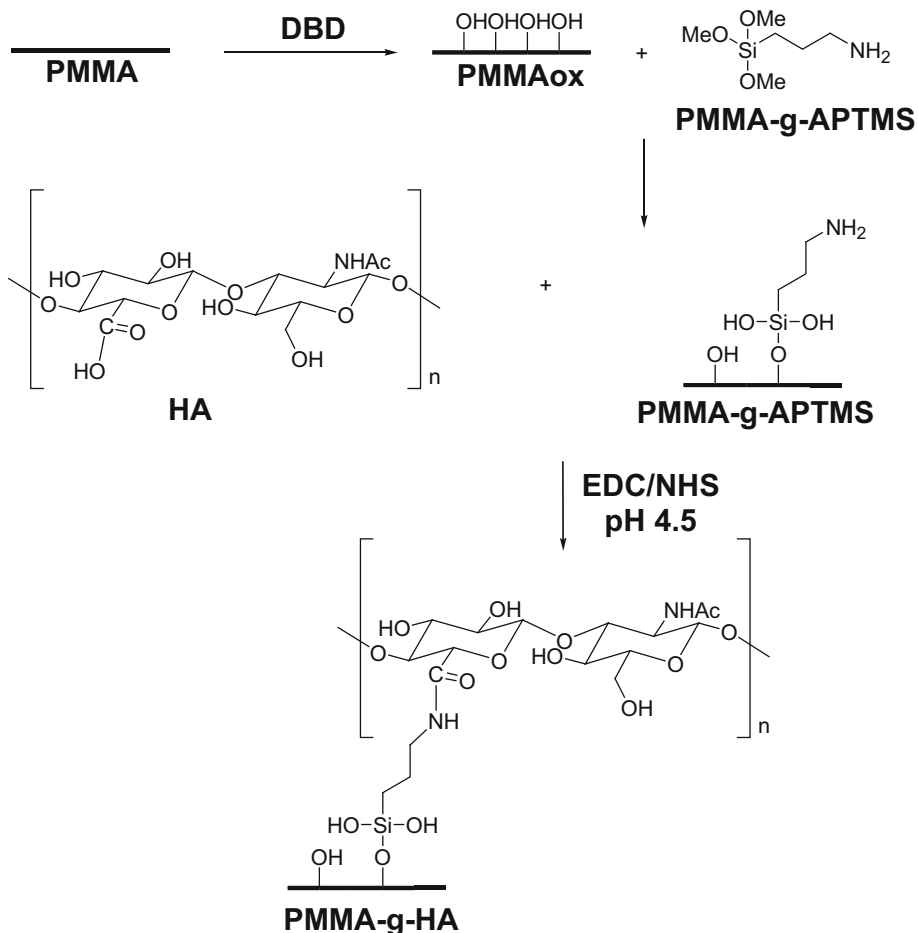 DBD
OHOHOHOH
PMMA
PMMAox
+
OMe
MeO
Si
NH2
OMe
OMe
PMMA-g-APTMS
NH2
HO
OH
O
O
HO
O
NHAc
O
O
C=O
HO
OH
n
HA
+
HO-Si-OH
OH
O
PMMA-g-APTMS
EDC/NHS
pH 4.5
HO
OH
O
O
HO
O
NHAc
O
O
C=O
NH
OH
n
HO-Si-OH
OH
O
PMMA-g-HA